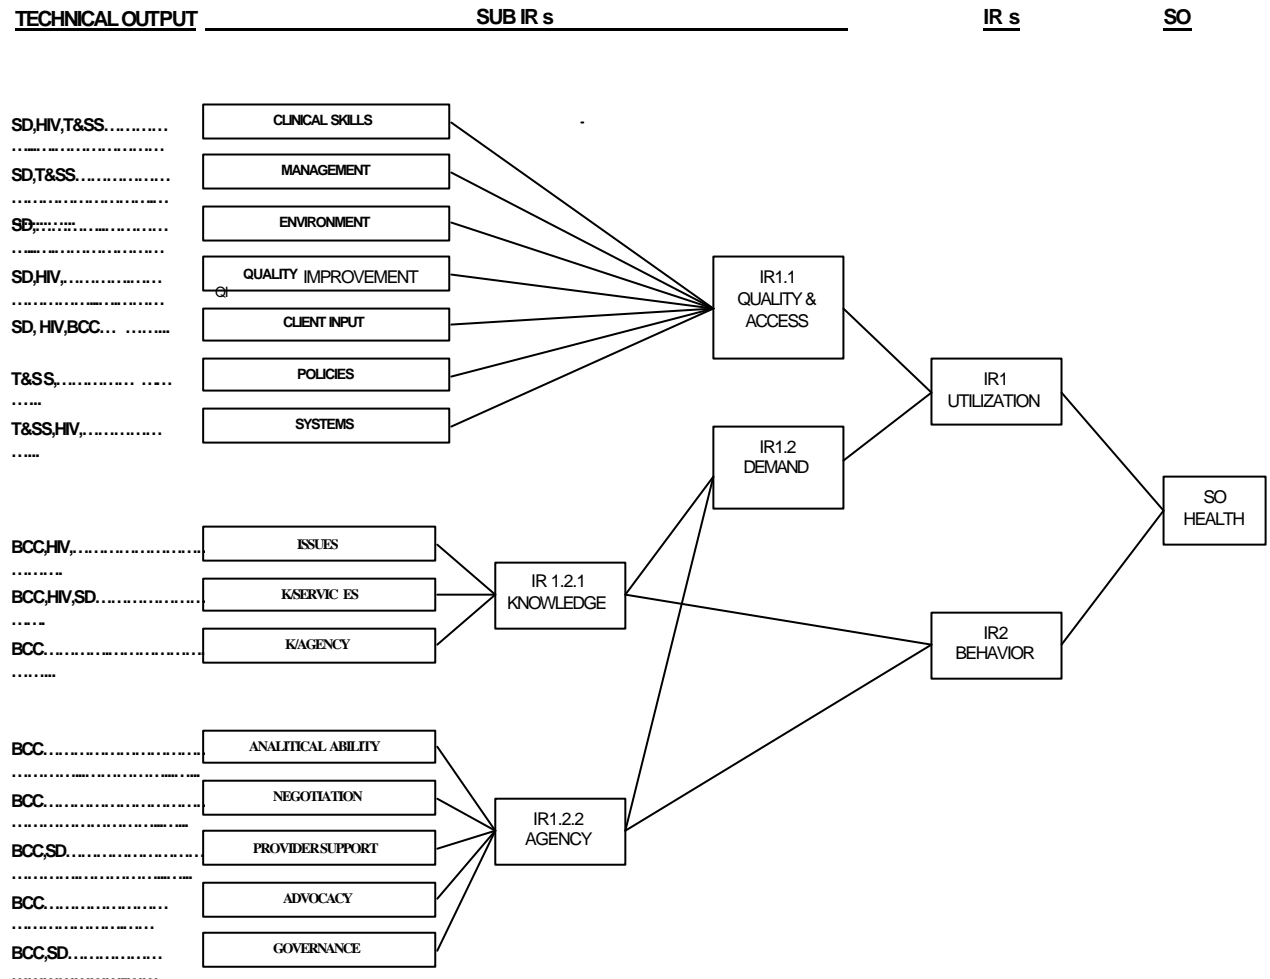 TECHNICAL OUTPUT SUB IR s IR s SO
SD,HIV,T&SS………… CLINICAL SKILLS
SD,T&SS……………… MANAGEMENT
SD,…………………… ENVIRONMENT
SD,HIV,……………… QUALITY IMPROVEMENT
QI
SD, HIV,BCC… …….... CLIENT INPUT
T&SS,…………… …… POLICIES
T&SS,HIV,…………… SYSTEMS
IR1.1
QUALITY &
ACCESS
IR1
UTILIZATION
IR1.2
DEMAND
SO
HEALTH
BCC,HIV,…………………… ISSUES
BCC,HIV,SD………………… K/SERVIC ES
BCC…………………………. K/AGENCY
IR 1.2.1
KNOWLEDGE
IR2
BEHAVIOR
BCC………………………….. ANALITICAL ABILITY
BCC………………………….. NEGOTIATION
BCC,SD……………………… PROVIDER SUPPORT
BCC………………… ADVOCACY
BCC,SD……………… GOVERNANCE
IR1.2.2
AGENCY